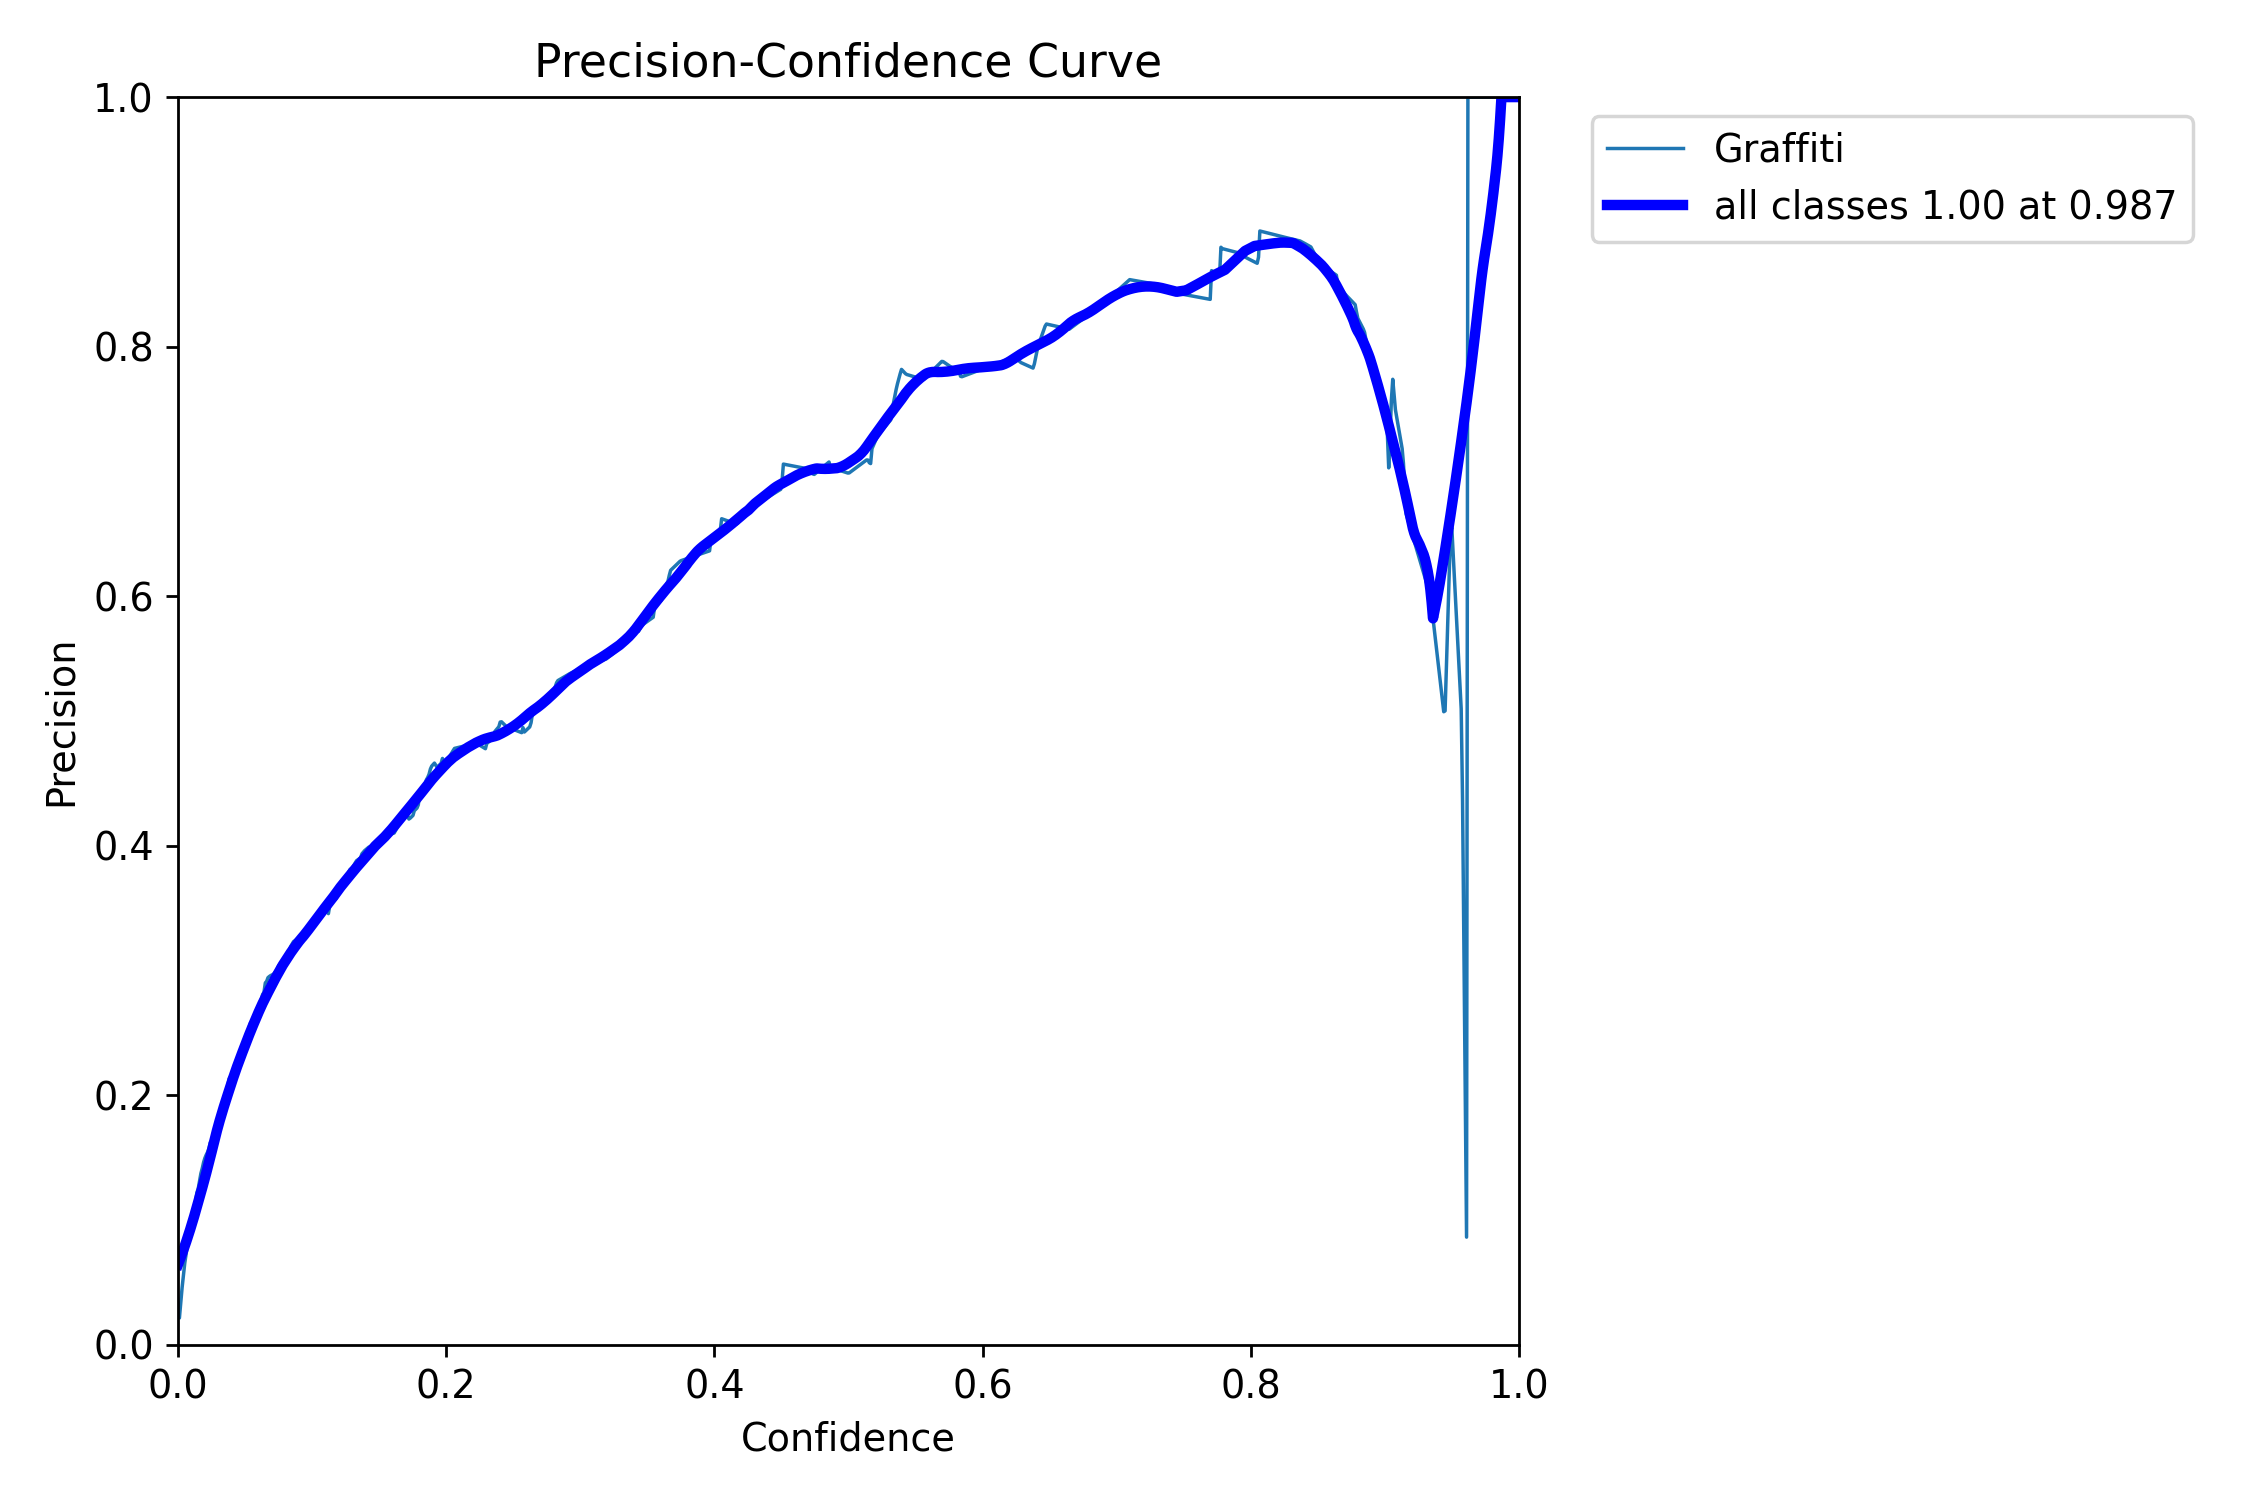 Precision-Confidence Curve
1.0
0.8
0.6
0.4
0.2
0.0
Precision
0.0 0.2 0.4 0.6 0.8 1.0
Confidence
Graffiti
all classes 1.00 at 0.987